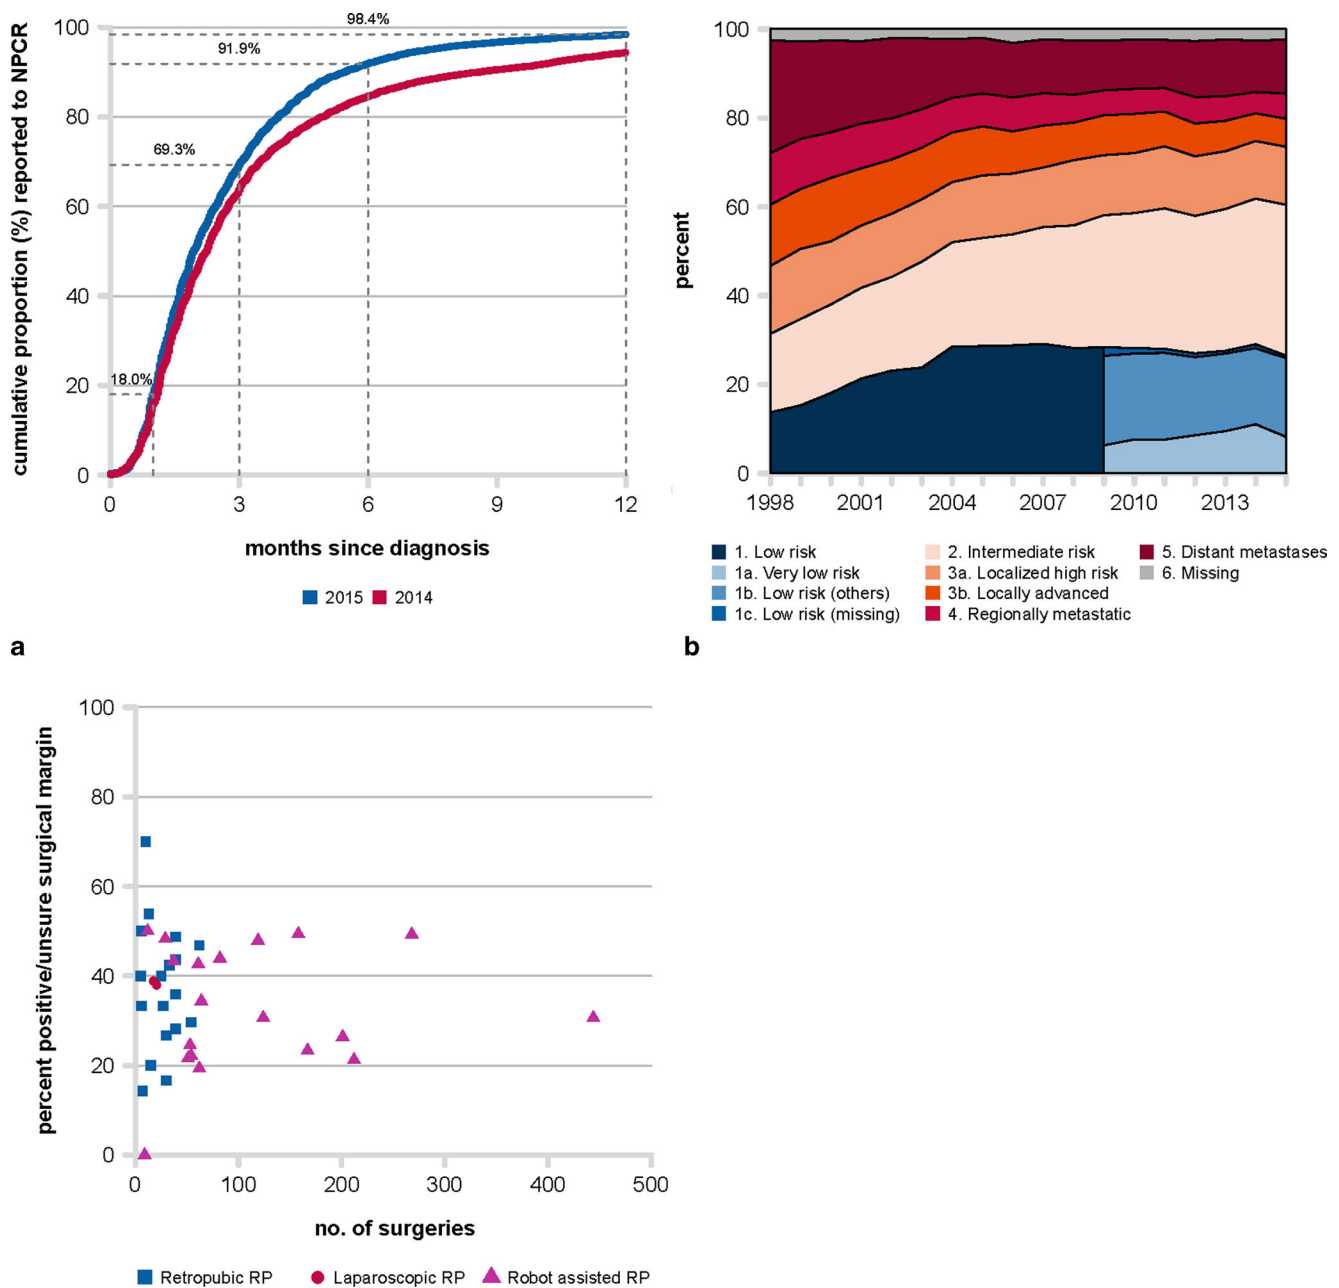 cumulative proportion (%) reported to NPCR
100
80
60
40
20
0
98.4%
91.9%
69.3%
18.0%
0 3 6 9 12
months since diagnosis
2015 2014
a
percent
100
80
60
40
20
0
1998 2001 2004 2007 2010 2013
1. Low risk
1a. Very low risk
1b. Low risk (others)
1c. Low risk (missing)
2. Intermediate risk
3a. Localized high risk
3b. Locally advanced
4. Regionally metastatic
5. Distant metastases
6. Missing
b
percent positive/unsure surgical margin
100
80
60
40
20
0
0 100 200 300 400 500
no. of surgeries
Retropubic RP Laparoscopic RP Robot assisted RP